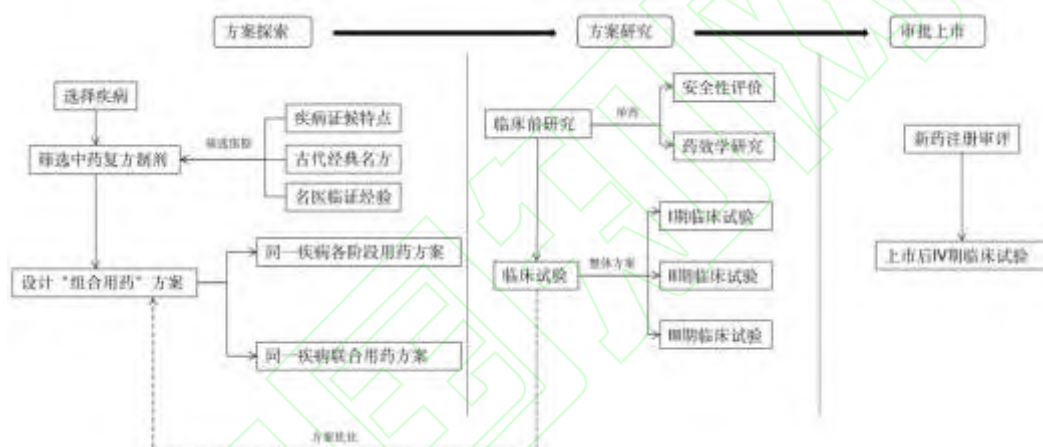 方案探索
方案研究
审批上市
选择疾病
筛选中药复方制剂
筛选依据
疾病证候特点
古代经典名方
名医临证经验
设计“组合用药”方案
同一疾病各阶段用药方案
同一疾病联合用药方案
临床前研究
单药
安全性评价
药效学研究
临床试验
整体方案
Ⅰ期临床试验
Ⅱ期临床试验
Ⅲ期临床试验
新药注册审评
上市后Ⅳ期临床试验
方案优化